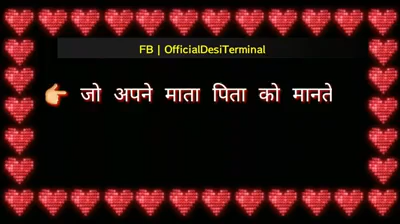 FB | OfficialDesiTerminal
जो अपने माता पिता को मानते